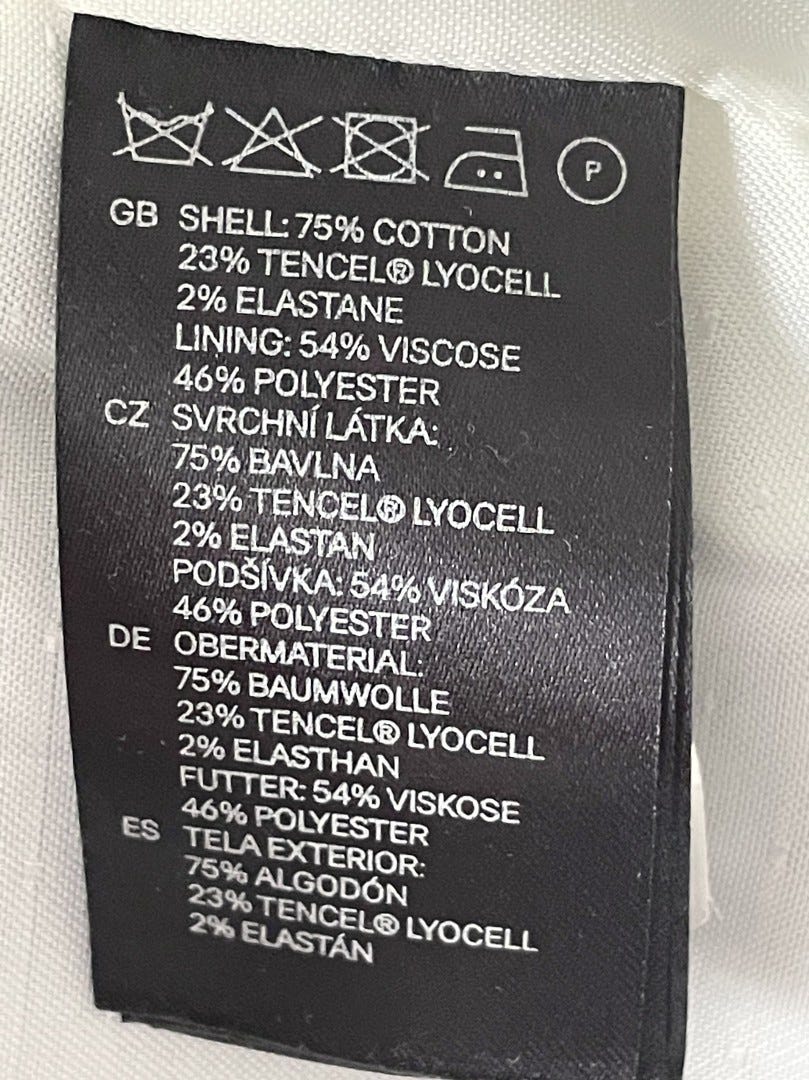 P
GB SHELL: 75% COTTON
23% TENCEL® LYOCELL
2% ELASTANE
LINING: 54% VISCOSE
46% POLYESTER
CZ SVRCHNÍ LÁTKA:
75% BAVLNA
23% TENCEL® LYOCELL
2% ELASTAN
PODŠÍVKA: 54% VISKÓZA
46% POLYESTER
DE OBERMATERIAL:
75% BAUMWOLLE
23% TENCEL® LYOCELL
2% ELASTHAN
FUTTER: 54% VISKOSE
46% POLYESTER
ES TELA EXTERIOR:
75% ALGODÓN
23% TENCEL® LYOCELL
2% ELASTÁN